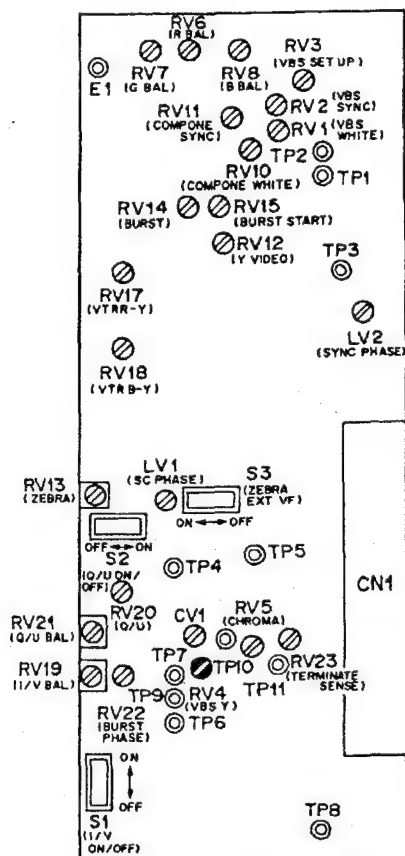 RV6
(R BAL)
RV7
(G BAL)
RV8
(B BAL)
RV3
(VBS SET UP)
E1
RV11
(COMPONE
SYNC)
RV2 (VBS
SYNC)
RV1 (VBS
WHITE)
TP2
RV10
(COMPONE WHITE)
TP1
RV14
(BURST)
RV15
(BURST START)
RV12
(Y VIDEO)
TP3
RV17
(VTRR-Y)
LV2
(SYNC PHASE)
RV18
(VTRB-Y)
RV13
(ZEBRA)
LV1
(SC PHASE)
S3
(ZEBRA
EXT VF)
ON OFF
OFF ON
S2
(Q/U ON/
OFF)
TP4
TP5
CN1
RV20
(Q/U)
RV21
(Q/U BAL)
CV1
RV5
(CHROMA)
RV19
(I/V BAL)
TP7
TP10
TP11
RV23
(TERMINATE
SENSE)
TP9
RV4
(VBS Y)
RV22
(BURST
PHASE)
TP6
ON
OFF
S1
(I/V
ON/OFF)
TP8